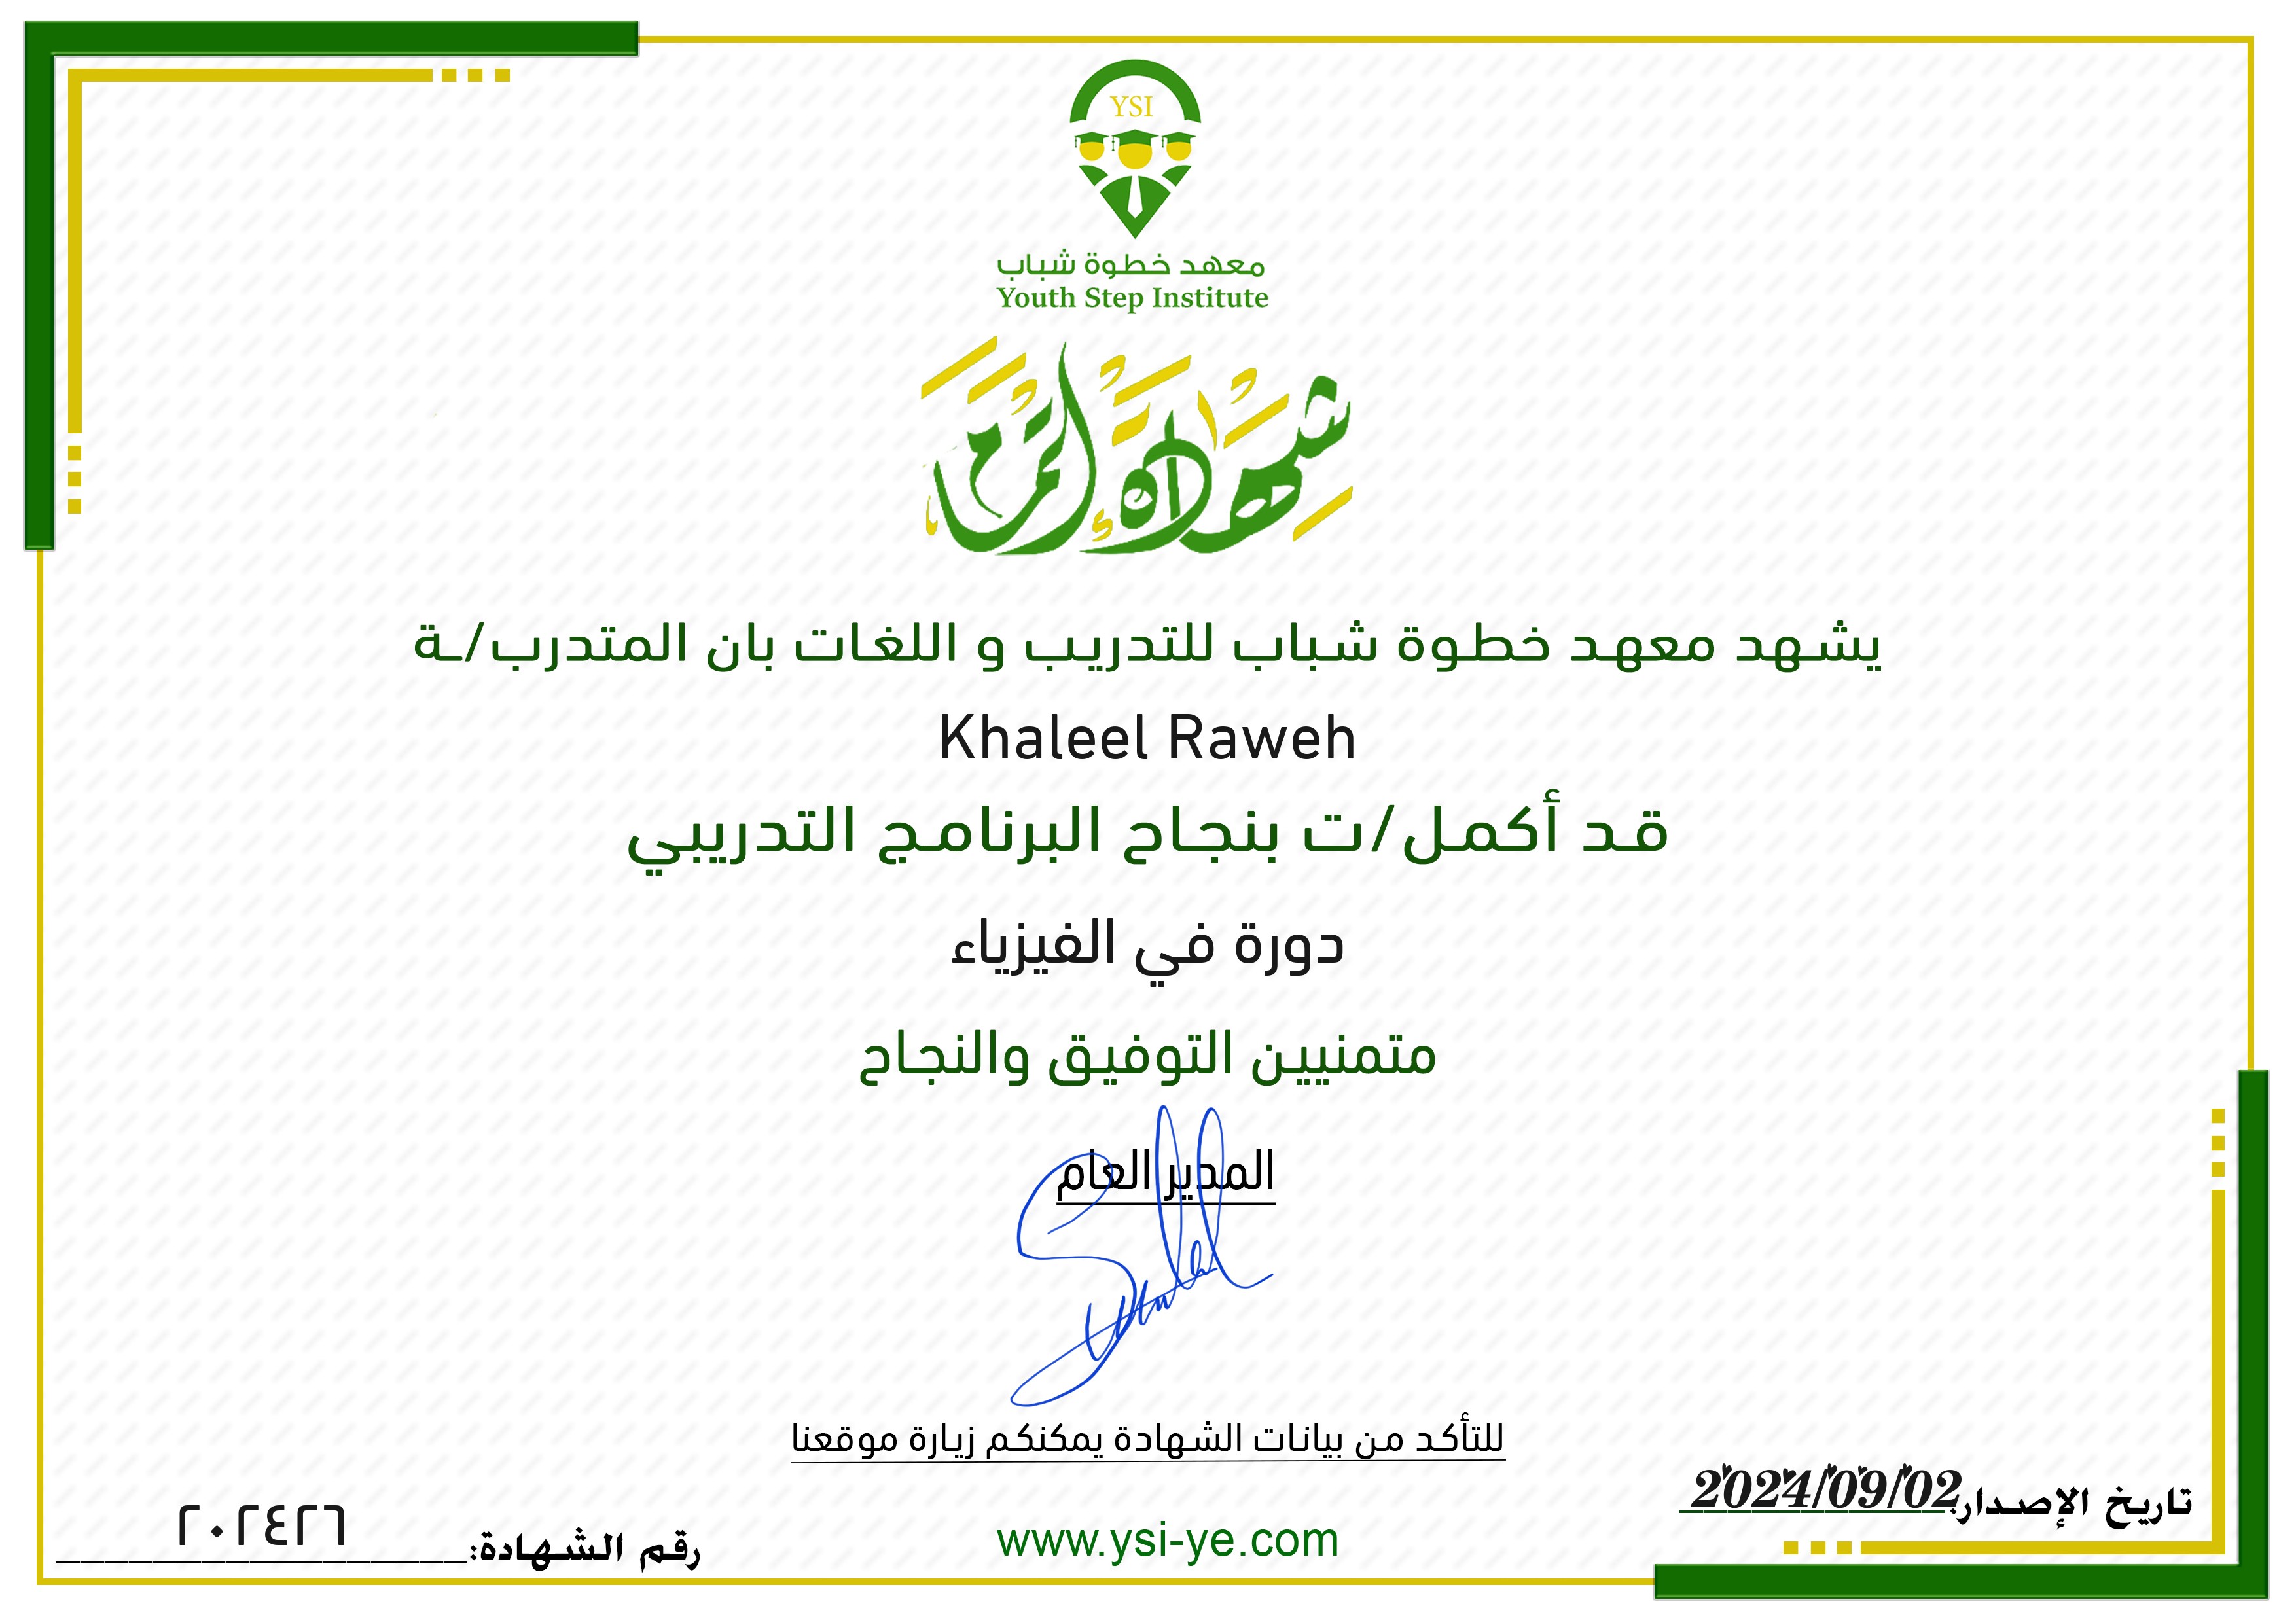 YSI
معهد خطوة شباب
Youth Step Institute
شهادة إتمام
يشهد معهد خطوة شباب للتدريب و اللغات بان المتدرب/ـة
Khaleel Raweh
قد أكمل/ت بنجاح البرنامج التدريبي
دورة في الفيزياء
متمنيين التوفيق والنجاح
المدير العام
للتأكد من بيانات الشهادة يمكنكم زيارة موقعنا
تاريخ الإصدار: 2024/09/02
www.ysi-ye.com
رقم الشهادة: ٢٠٢٤٢٦